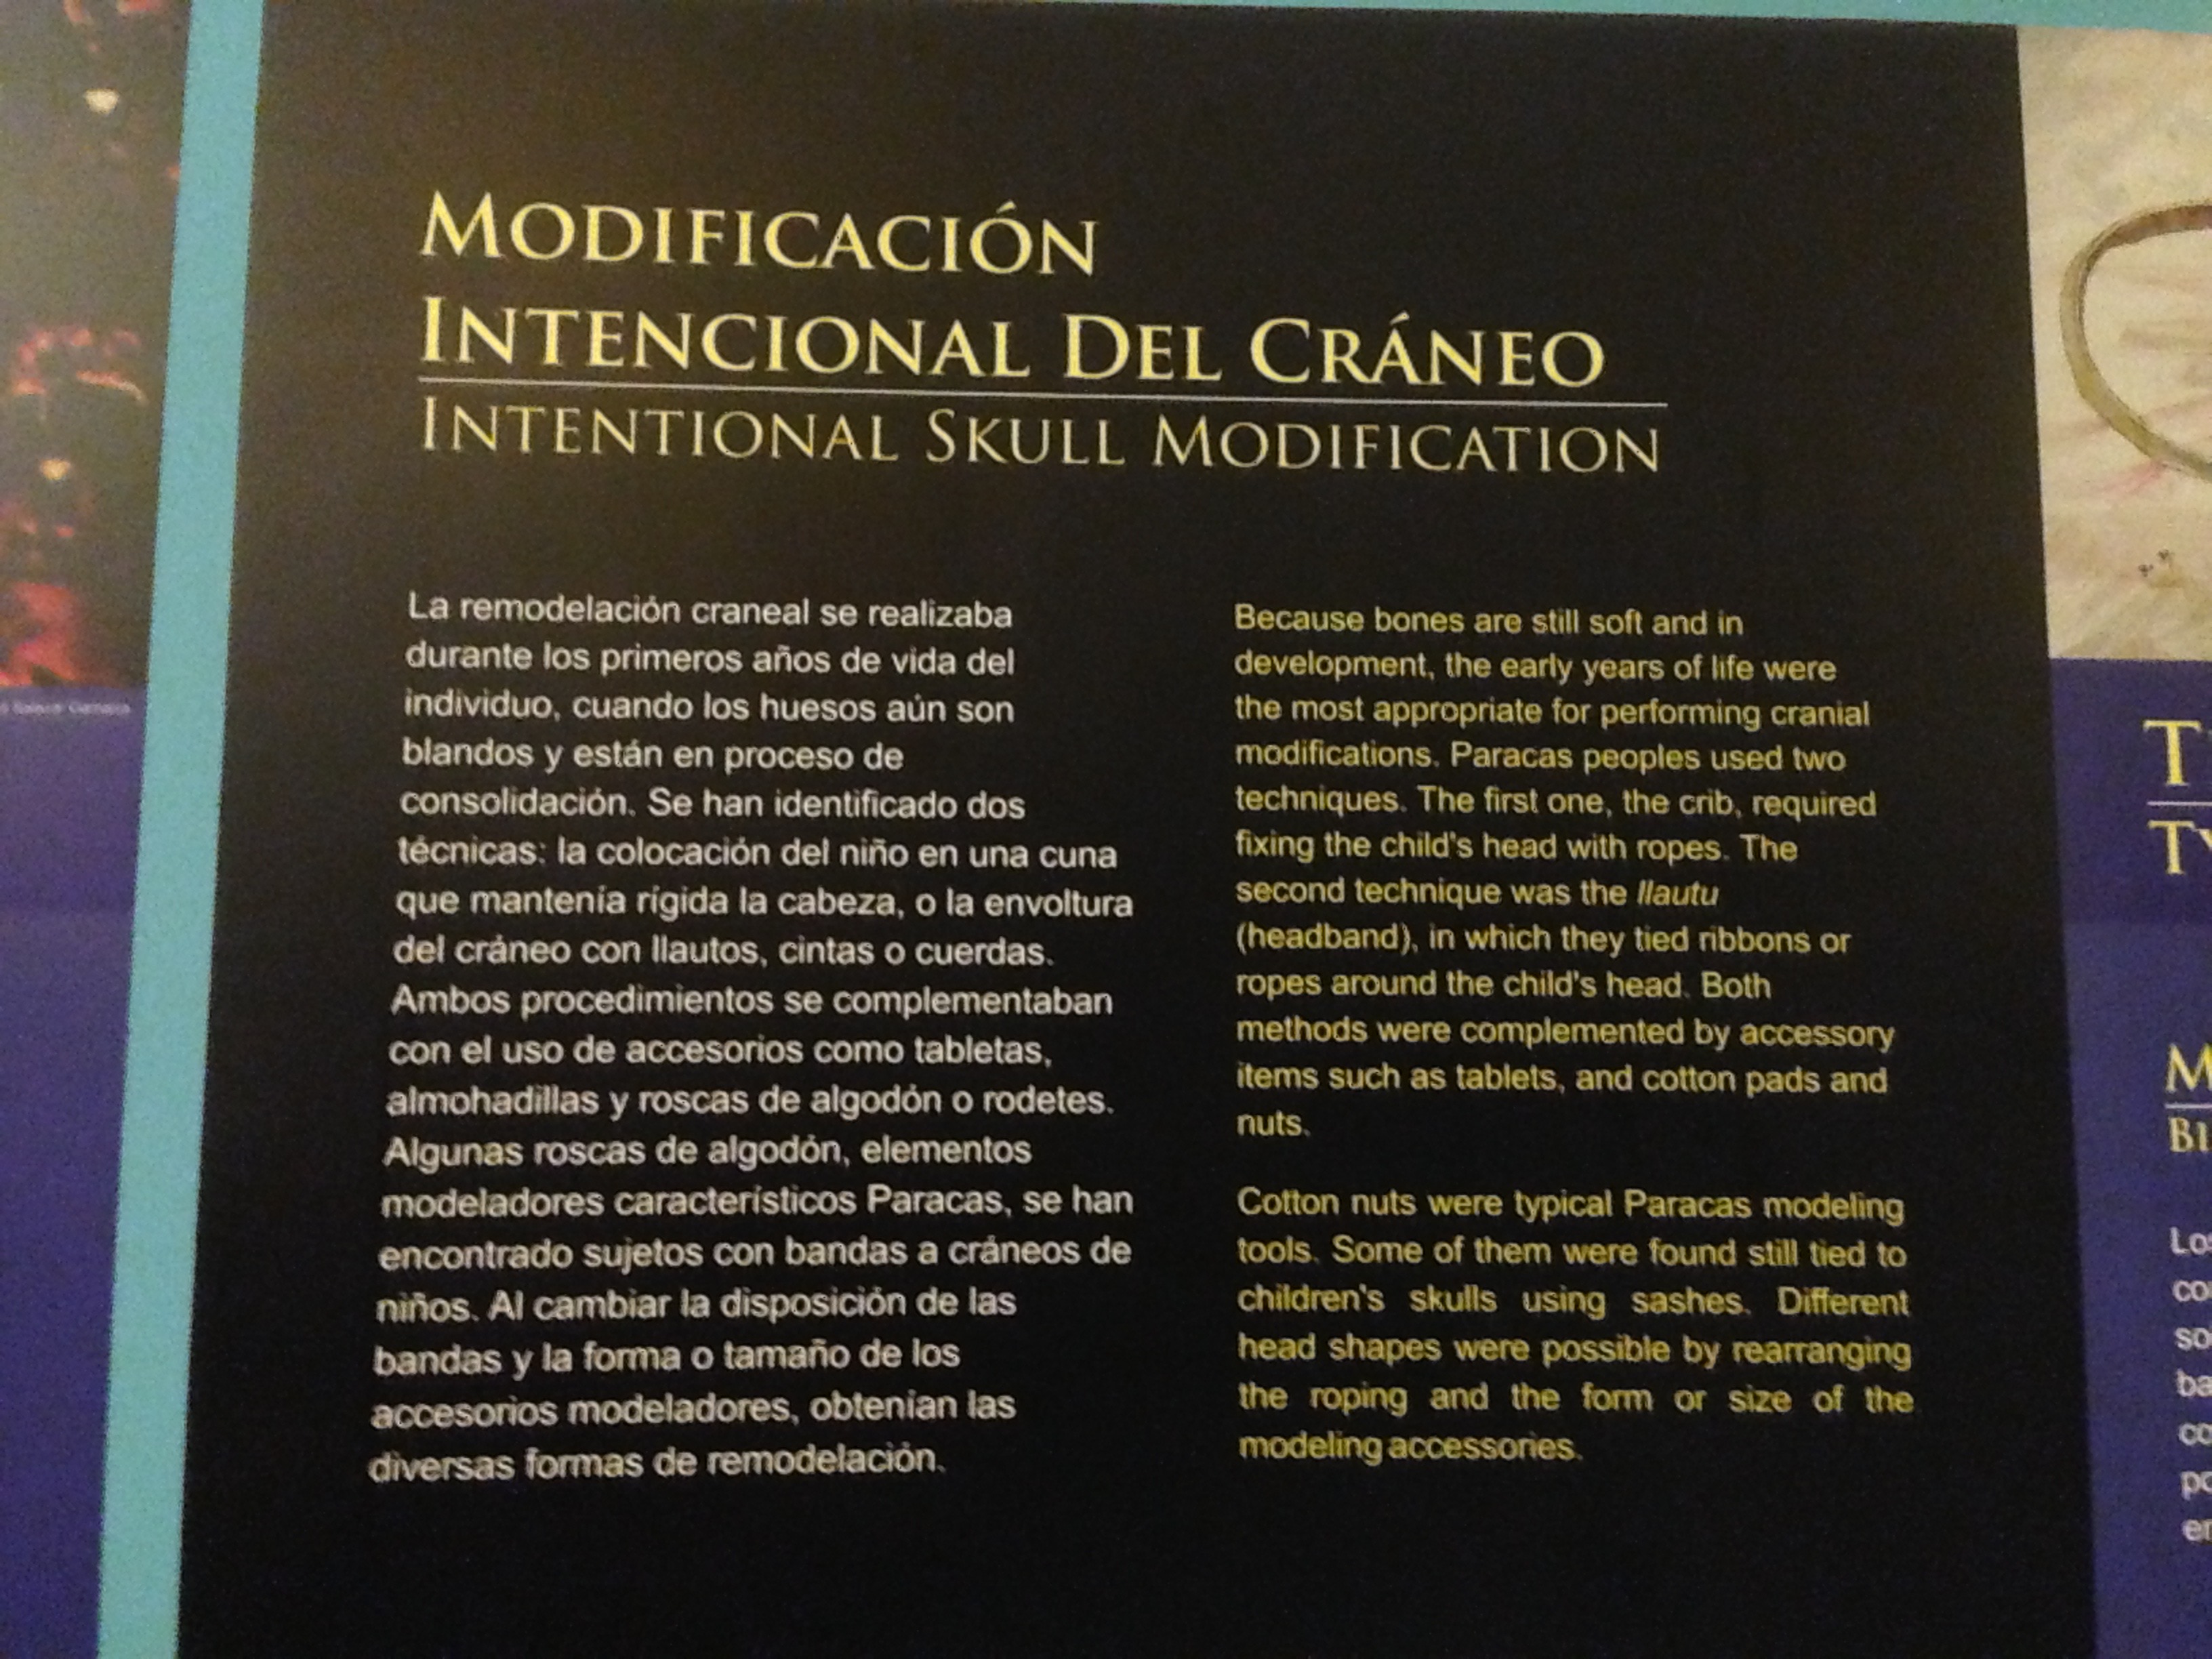 MODIFICACIÓN
INTENCIONAL DEL CRÁNEO
INTENTIONAL SKULL MODIFICATION
La remodelación craneal se realizaba
durante los primeros años de vida del
individuo, cuando los huesos aún son
blandos y están en proceso de
consolidación. Se han identificado dos
técnicas: la colocación del niño en una cuna
que mantenía rígida la cabeza, o la envoltura
del cráneo con llautos, cintas o cuerdas.
Ambos procedimientos se complementaban
con el uso de accesorios como tabletas,
almohadillas y roscas de algodón o rodetes.
Algunas roscas de algodón, elementos
modeladores característicos Paracas, se han
encontrado sujetos con bandas a cráneos de
niños. Al cambiar la disposición de las
bandas y la forma o tamaño de los
accesorios modeladores, obtenían las
diversas formas de remodelación.
Because bones are still soft and in
development, the early years of life were
the most appropriate for performing cranial
modifications. Paracas peoples used two
techniques. The first one, the crib, required
fixing the child's head with ropes. The
second technique was the llautu
(headband), in which they tied ribbons or
ropes around the child's head. Both
methods were complemented by accessory
items such as tablets, and cotton pads and
nuts.
Cotton nuts were typical Paracas modeling
tools. Some of them were found still tied to
children's skulls using sashes. Different
head shapes were possible by rearranging
the roping and the form or size of the
modeling accessories.